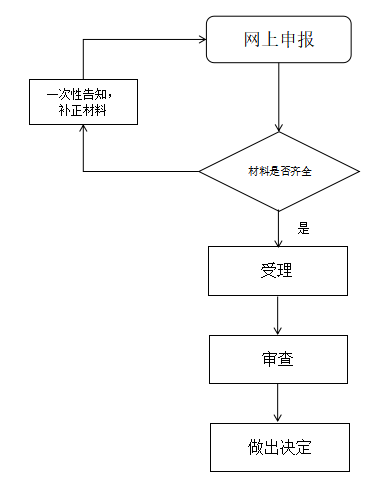 网上申报
一次性告知，
补正材料
材料是否齐全
是
受理
审查
做出决定